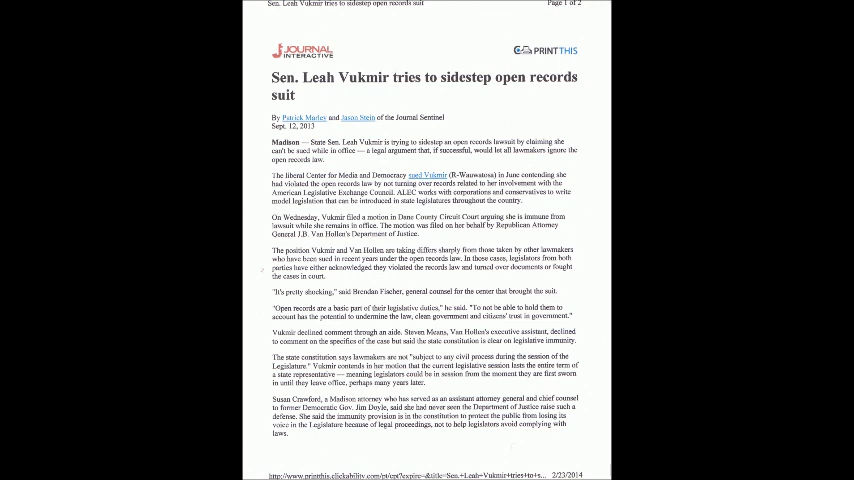 Sen. Leah Vukmir tries to sidestep open records suit
Page 1 of 2
JOURNAL
INTERACTIVE
PRINTTHIS
Sen. Leah Vukmir tries to sidestep open records
suit
By Patrick Marley and Jason Stein of the Journal Sentinel
Sept. 12, 2013
Madison — State Sen. Leah Vukmir is trying to sidestep an open records lawsuit by claiming she
can't be sued while in office — a legal argument that, if successful, would let all lawmakers ignore the
open records law.
The liberal Center for Media and Democracy sued Vukmir (R-Wauwatosa) in June contending she
had violated the open records law by not turning over records related to her involvement with the
American Legislative Exchange Council. ALEC works with corporations and conservatives to write
model legislation that can be introduced in state legislatures throughout the country.
On Wednesday, Vukmir filed a motion in Dane County Circuit Court arguing she is immune from
lawsuit while she remains in office. The motion was filed on her behalf by Republican Attorney
General J.B. Van Hollen's Department of Justice.
The position Vukmir and Van Hollen are taking differs sharply from those taken by other lawmakers
who have been sued in recent years under the open records law. In those cases, legislators from both
parties have either acknowledged they violated the records law and turned over documents or fought
the cases in court.
"It's pretty shocking," said Brendan Fischer, general counsel for the center that brought the suit.
"Open records are a basic part of their legislative duties," he said. "To not be able to hold them to
account has the potential to undermine the law, clean government and citizens' trust in government."
Vukmir declined comment through an aide. Steven Means, Van Hollen's executive assistant, declined
to comment on the specifics of the case but said the state constitution is clear on legislative immunity.
The state constitution says lawmakers are not "subject to any civil process during the session of the
Legislature." Vukmir contends in her motion that the current legislative session lasts the entire term of
a state representative — meaning legislators could be in session from the moment they are first sworn
in until they leave office, perhaps many years later.
Susan Crawford, a Madison attorney who has served as an assistant attorney general and chief counsel
to former Democratic Gov. Jim Doyle, said she had never seen the Department of Justice raise such a
defense. She said the immunity provision is in the constitution to protect the public from losing its
voice in the Legislature because of legal proceedings, not to help legislators avoid complying with
laws.
http://www.printthis.clickability.com/pt/cpt?expire=&title=Sen.+Leah+Vukmir+tries+to+s... 2/23/2014